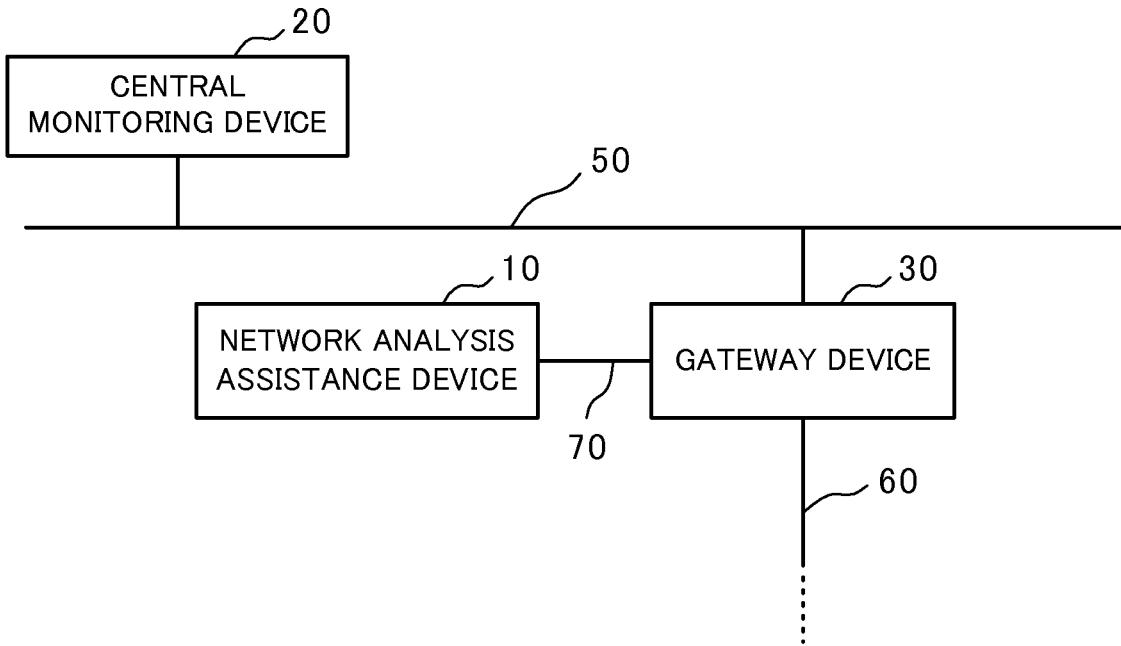 20
CENTRAL
MONITORING DEVICE
50
10
30
NETWORK ANALYSIS
ASSISTANCE DEVICE
GATEWAY DEVICE
70
60